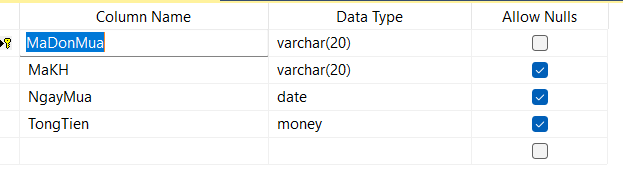 Column Name Data Type Allow Nulls
MaDonMua varchar(20)
MaKH varchar(20)
NgayMua date
TongTien money